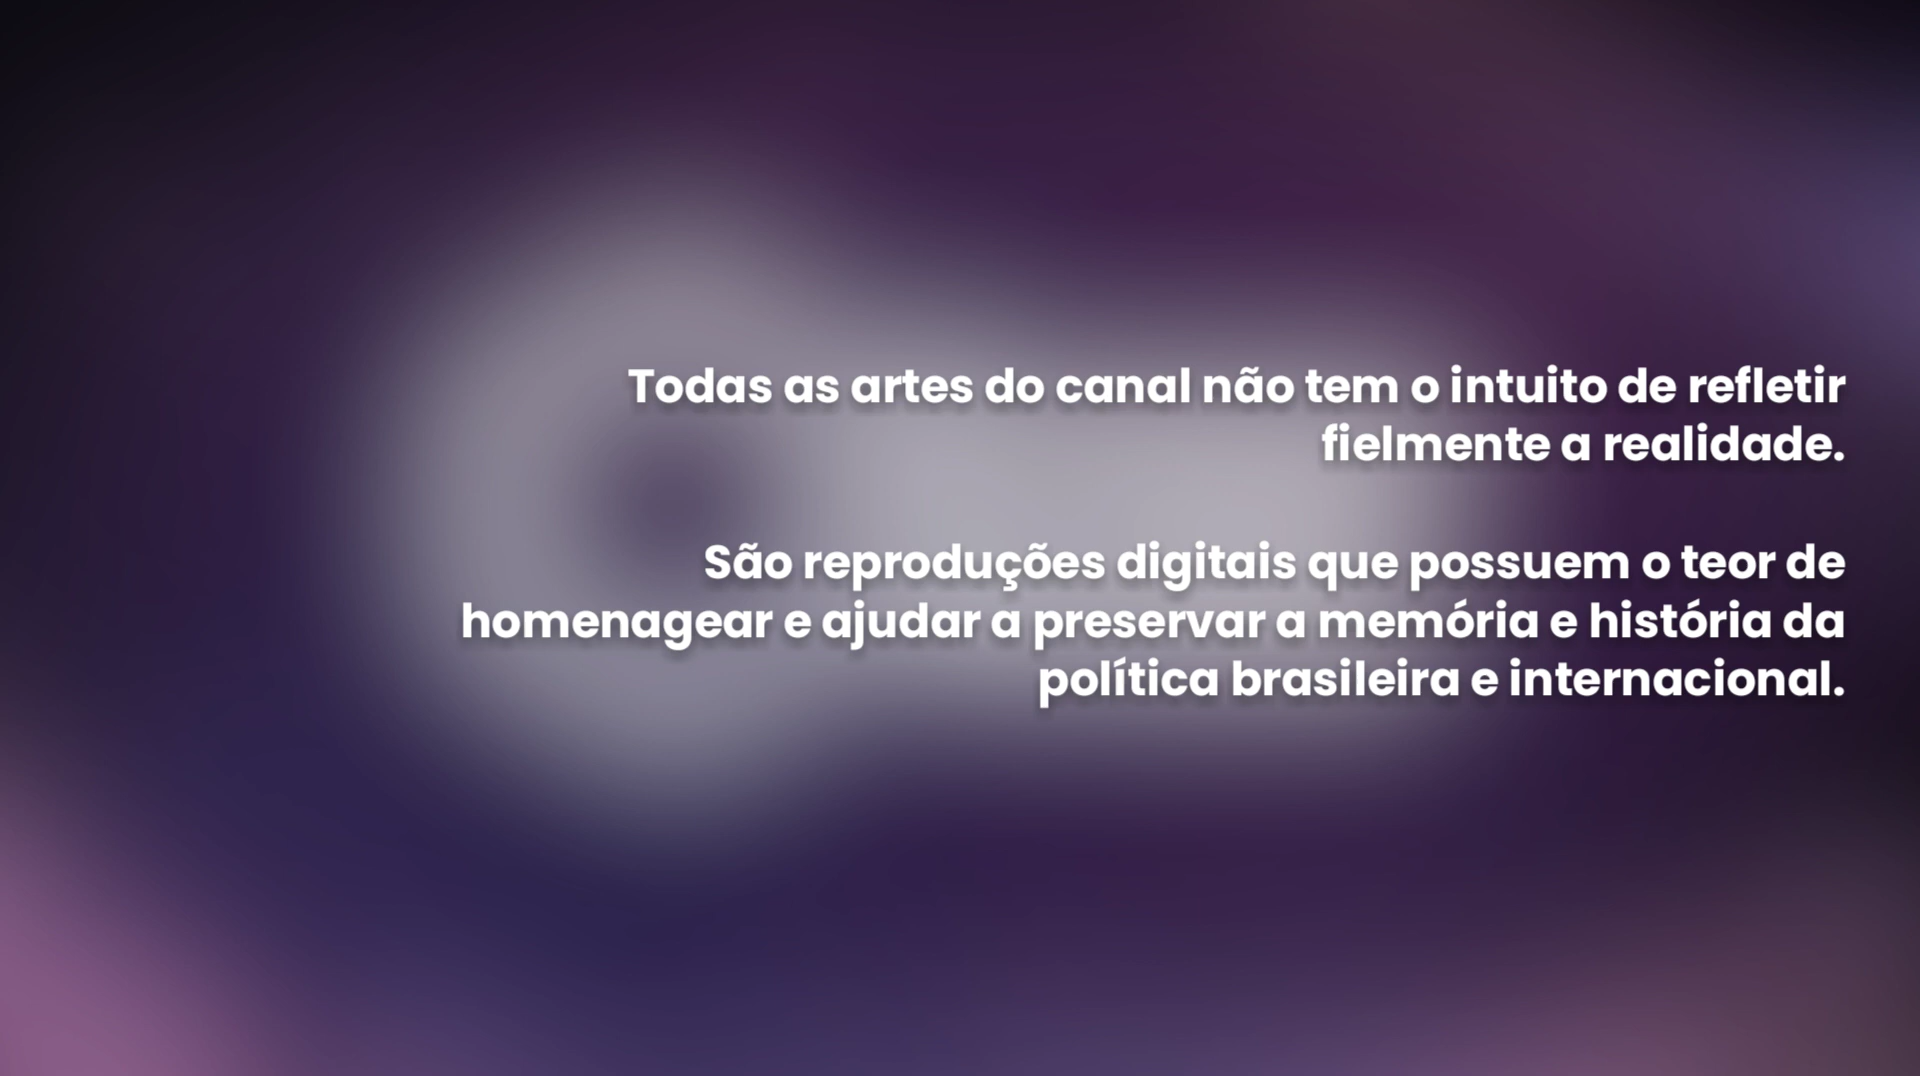 Todas as artes do canal não tem o intuito de refletir
fielmente a realidade.
São reproduções digitais que possuem o teor de
homenagear e ajudar a preservar a memória e história da
política brasileira e internacional.